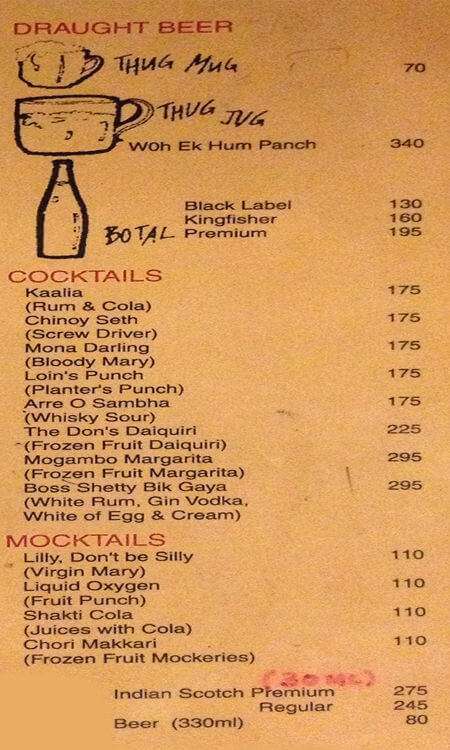 DRAUGHT BEER
THUG MUG 70
THUG JUG
Woh Ek Hum Panch 340
Black Label 130
Kingfisher 160
BOTAL Premium 195
COCKTAILS
Kaalia 175
(Rum & Cola)
Chinoy Seth 175
(Screw Driver)
Mona Darling 175
(Bloody Mary)
Loin's Punch 175
(Planter's Punch)
Arre O Sambha 175
(Whisky Sour)
The Don's Daiquiri 225
(Frozen Fruit Daiquiri)
Mogambo Margarita 295
(Frozen Fruit Margarita)
Boss Shetty Bik Gaya 295
(White Rum, Gin Vodka,
White of Egg & Cream)
MOCKTAILS
Lilly, Don't be Silly 110
(Virgin Mary)
Liquid Oxygen 110
(Fruit Punch)
Shakti Cola 110
(Juices with Cola)
Chori Makkari 110
(Frozen Fruit Mockeries)
(30 ML)
Indian Scotch Premium 275
Regular 245
Beer (330ml) 80